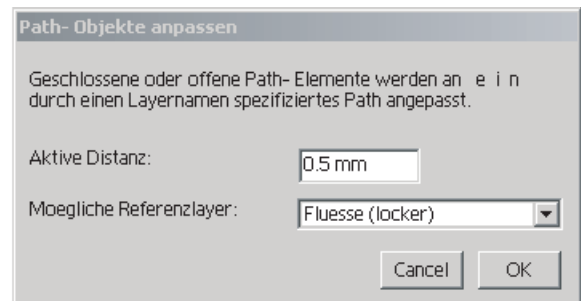 Path- Objekte anpassen
Geschlossene oder offene Path- Elemente werden an e i n
durch einen Layernamen spezifiziertes Path angepasst.
Aktive Distanz: 0.5 mm
Moegliche Referenzlayer: Fluesse (locker)
Cancel OK